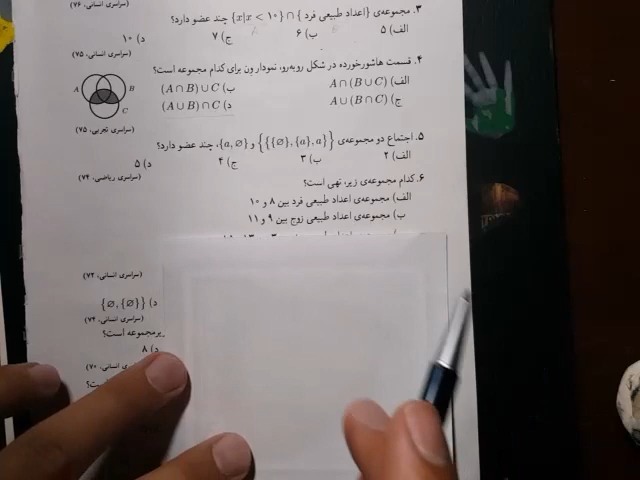 (سراسری انسانی، ۷۶)
۳. مجموعه‌ی {x|x < ۱۰} ∩ {اعداد طبیعی فرد} چند عضو دارد؟
الف) ۵ ب) ۶ ج) ۷ د) ۱۰
(سراسری انسانی، ۷۵)
۴. قسمت هاشورخورده در شکل روبه‌رو، نمودار ون برای کدام مجموعه است؟
الف) A ∩ (B ∪ C) ب) (A ∩ B) ∪ C
ج) A ∪ (B ∩ C) د) (A ∪ B) ∩ C
A B C
(سراسری تجربی، ۷۵)
۵. اجتماع دو مجموعه‌ی {{{∅}, {a}, a}} و {a, ∅}، چند عضو دارد؟
الف) ۲ ب) ۳ ج) ۴ د) ۵
(سراسری ریاضی، ۷۴)
۶. کدام مجموعه‌ی زیر، تهی است؟
الف) مجموعه‌ی اعداد طبیعی فرد بین ۸ و ۱۰
ب) مجموعه‌ی اعداد طبیعی زوج بین ۹ و ۱۱
(سراسری انسانی، ۷۲)
د) {∅, {∅}}
(سراسری انسانی، ۷۴)
یرمجموعه است؟
د) ۸
ی انسانی، ۷۰)